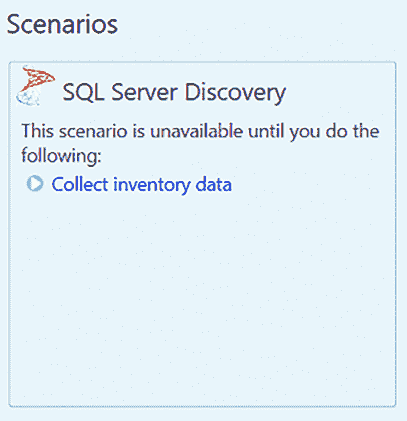 Scenarios
SQL Server Discovery
This scenario is unavailable until you do the
following:
Collect inventory data